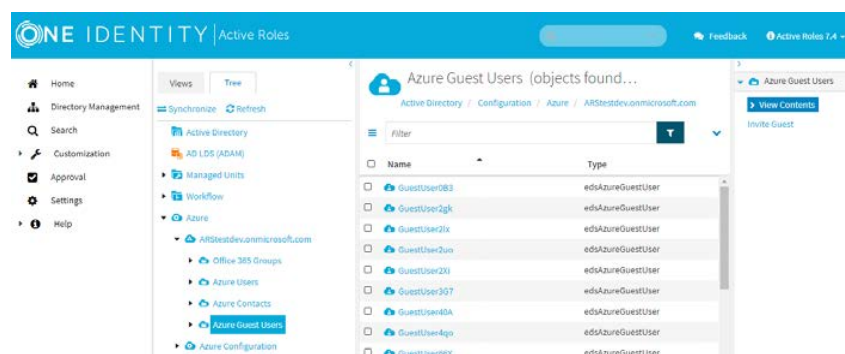 ONE IDENTITY Active Roles
Feedback
Active Roles 7.4
Home
Directory Management
Search
Customization
Approval
Settings
Help
Views Tree
Synchronize Refresh
Active Directory
AD LDS (ADAM)
Managed Units
Workflow
Azure
ARStestdev.onmicrosoft.com
Office 365 Groups
Azure Users
Azure Contacts
Azure Guest Users
Azure Configuration
Azure Guest Users (objects found...
Active Directory / Configuration / Azure / ARStestdev.onmicrosoft.com
Filter
Name Type
GuestUser0B3 edsAzureGuestUser
GuestUser2gk edsAzureGuestUser
GuestUser2lx edsAzureGuestUser
GuestUser2uo edsAzureGuestUser
GuestUser2Xl edsAzureGuestUser
GuestUser3G7 edsAzureGuestUser
GuestUser40A edsAzureGuestUser
GuestUser4qo edsAzureGuestUser
edsAzureGuestUser
Azure Guest Users
View Contents
Invite Guest